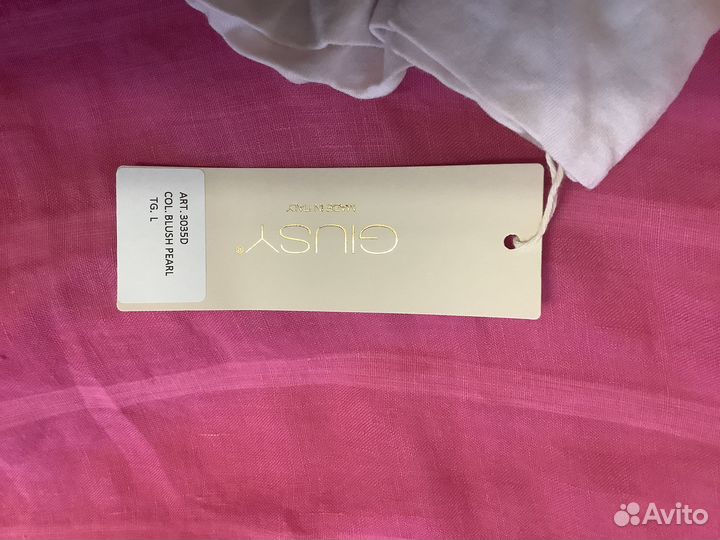 GIUSY®
MADE IN ITALY
ART. 3035D
COL. BLUSH PEARL
TG. L
Avito